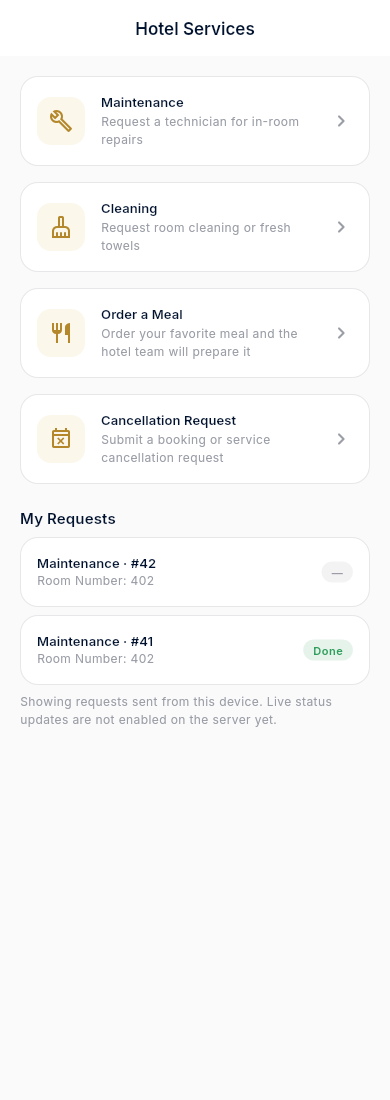 Hotel Services
Maintenance
Request a technician for in-room
repairs
Cleaning
Request room cleaning or fresh
towels
Order a Meal
Order your favorite meal and the
hotel team will prepare it
Cancellation Request
Submit a booking or service
cancellation request
My Requests
Maintenance · #42
Room Number: 402
—
Maintenance · #41
Room Number: 402
Done
Showing requests sent from this device. Live status
updates are not enabled on the server yet.